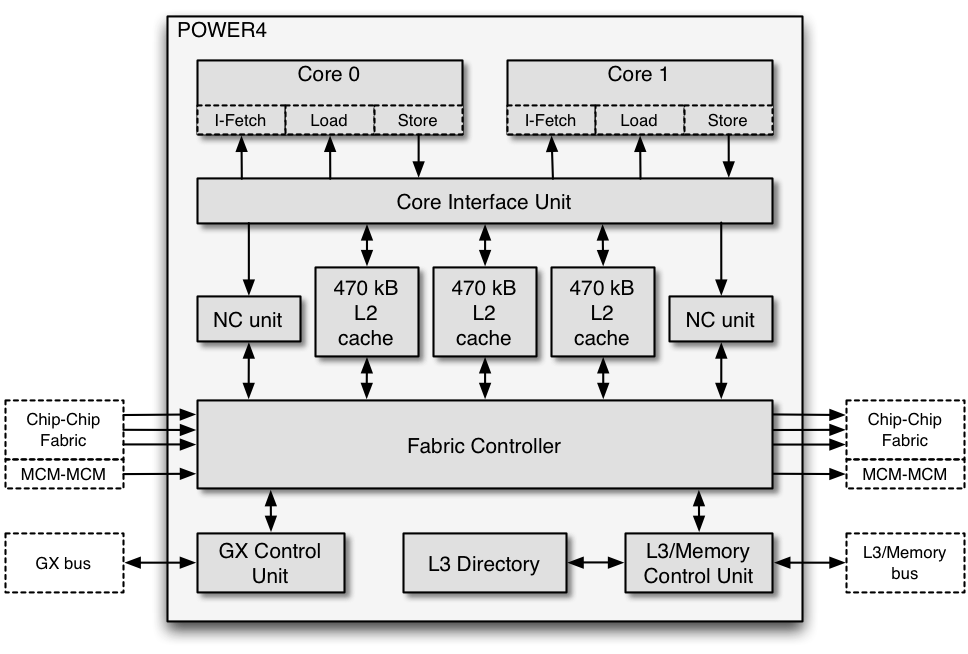 POWER4
Core 0
Core 1
I-Fetch
Load
Store
I-Fetch
Load
Store
Core Interface Unit
NC unit
470 kB
L2
cache
470 kB
L2
cache
470 kB
L2
cache
NC unit
Chip-Chip
Fabric
MCM-MCM
Fabric Controller
Chip-Chip
Fabric
MCM-MCM
GX bus
GX Control
Unit
L3 Directory
L3/Memory
Control Unit
L3/Memory
bus